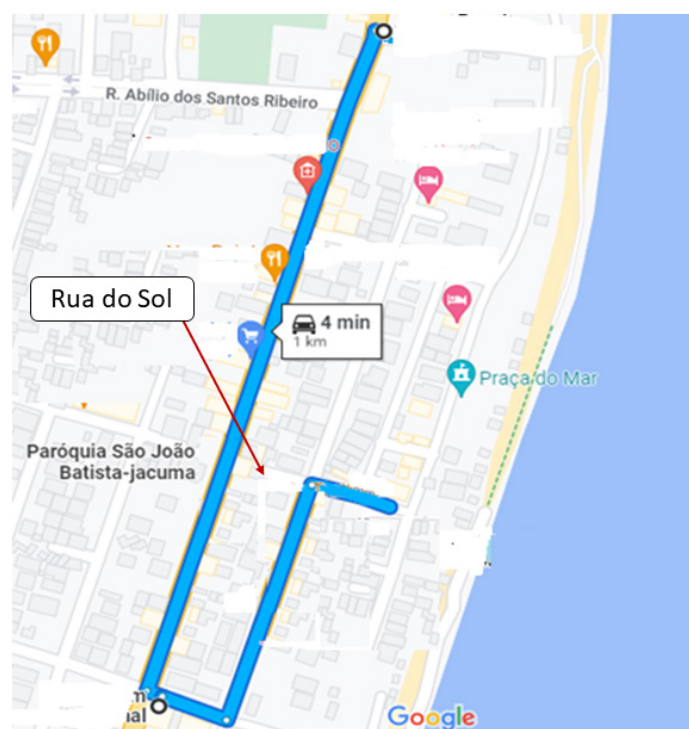 R. Abílio dos Santos Ribeiro
Rua do Sol
4 min
1 km
Praça do Mar
Paróquia São João
Batista-jacuma
Google